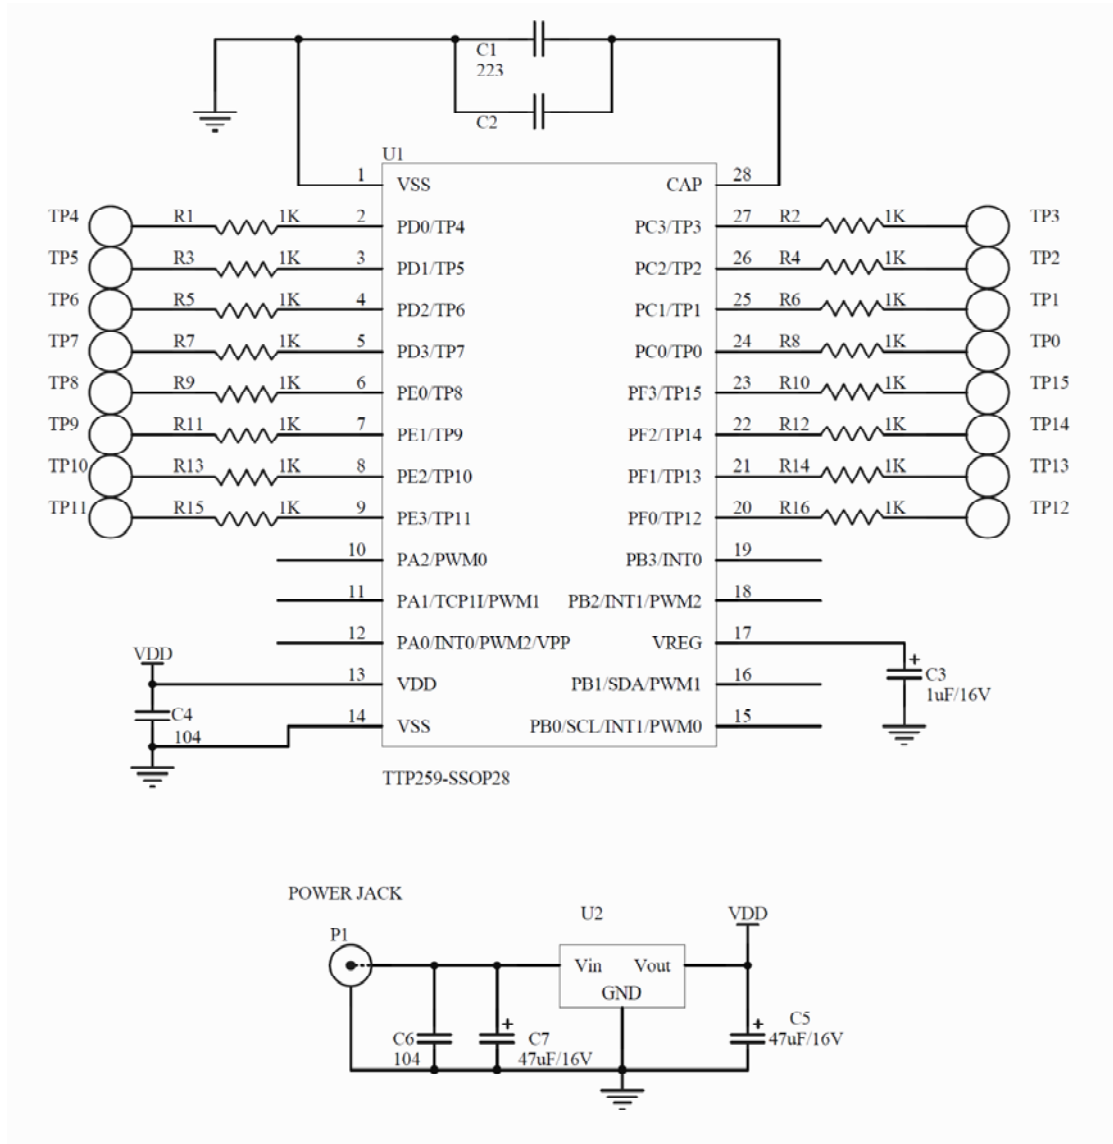 C1
223
C2
U1
1 VSS CAP 28
TP4 R1 1K 2 PD0/TP4 PC3/TP3 27 R2 1K TP3
TP5 R3 1K 3 PD1/TP5 PC2/TP2 26 R4 1K TP2
TP6 R5 1K 4 PD2/TP6 PC1/TP1 25 R6 1K TP1
TP7 R7 1K 5 PD3/TP7 PC0/TP0 24 R8 1K TP0
TP8 R9 1K 6 PE0/TP8 PF3/TP15 23 R10 1K TP15
TP9 R11 1K 7 PE1/TP9 PF2/TP14 22 R12 1K TP14
TP10 R13 1K 8 PE2/TP10 PF1/TP13 21 R14 1K TP13
TP11 R15 1K 9 PE3/TP11 PF0/TP12 20 R16 1K TP12
10 PA2/PWM0 PB3/INT0 19
11 PA1/TCP1I/PWM1 PB2/INT1/PWM2 18
12 PA0/INT0/PWM2/VPP VREG 17
VDD
13 VDD PB1/SDA/PWM1 16 C3
1uF/16V
C4 14 VSS PB0/SCL/INT1/PWM0 15
104
TTP259-SSOP28
POWER JACK
U2 VDD
P1
Vin Vout
GND
C6 + C7 + C5
104 47uF/16V 47uF/16V